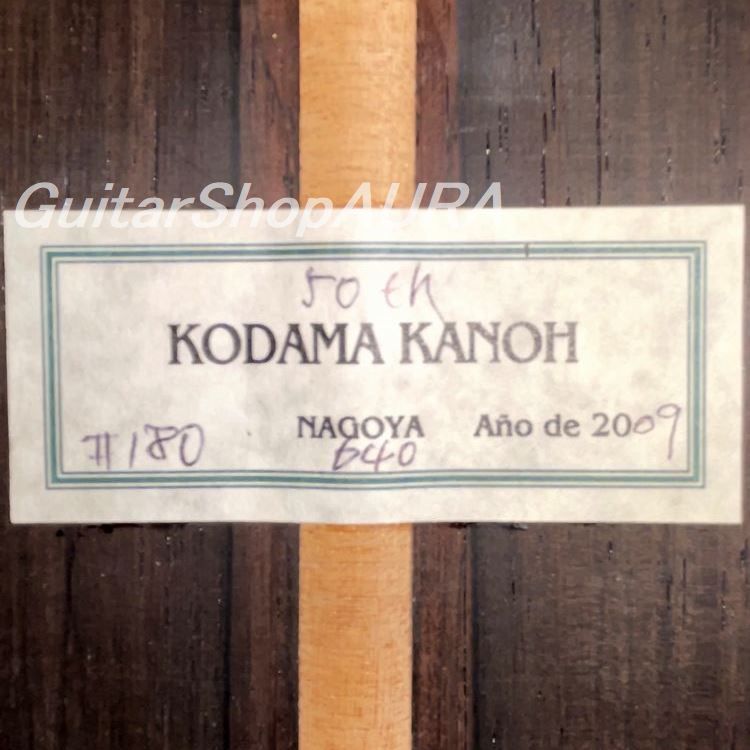 GuitarShopAURA
50th
KODAMA KANOH
#180 NAGOYA Año de 2009
640